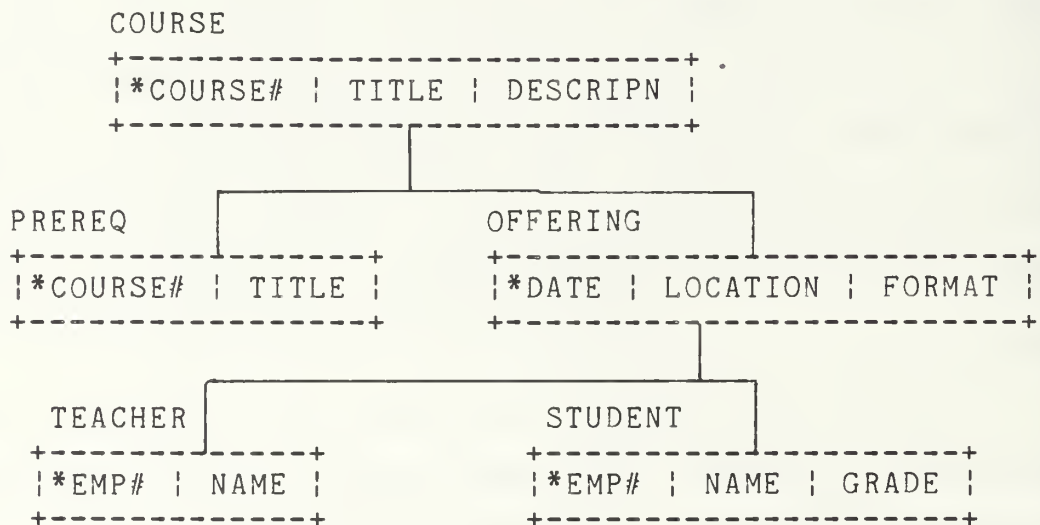 COURSE
*COURSE# | TITLE | DESCRIPN
PREREQ OFFERING
*COURSE# | TITLE *DATE | LOCATION | FORMAT
TEACHER STUDENT
*EMP# | NAME *EMP# | NAME | GRADE